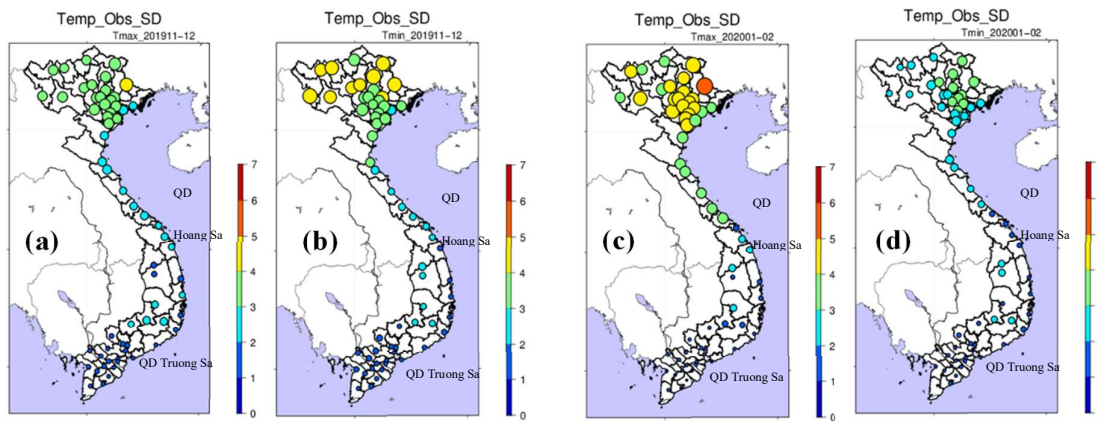 Temp_Obs_SD
Tmax_201911-12
QD
Hoang Sa
QD Truong Sa
(a)
7
6
5
4
3
2
1
0
Temp_Obs_SD
Tmin_201911-12
QD
Hoang Sa
QD Truong Sa
(b)
7
6
5
4
3
2
1
0
Temp_Obs_SD
Tmax_202001-02
QD
Hoang Sa
QD Truong Sa
(c)
7
6
5
4
3
2
1
0
Temp_Obs_SD
Tmin_202001-02
QD
Hoang Sa
QD Truong Sa
(d)